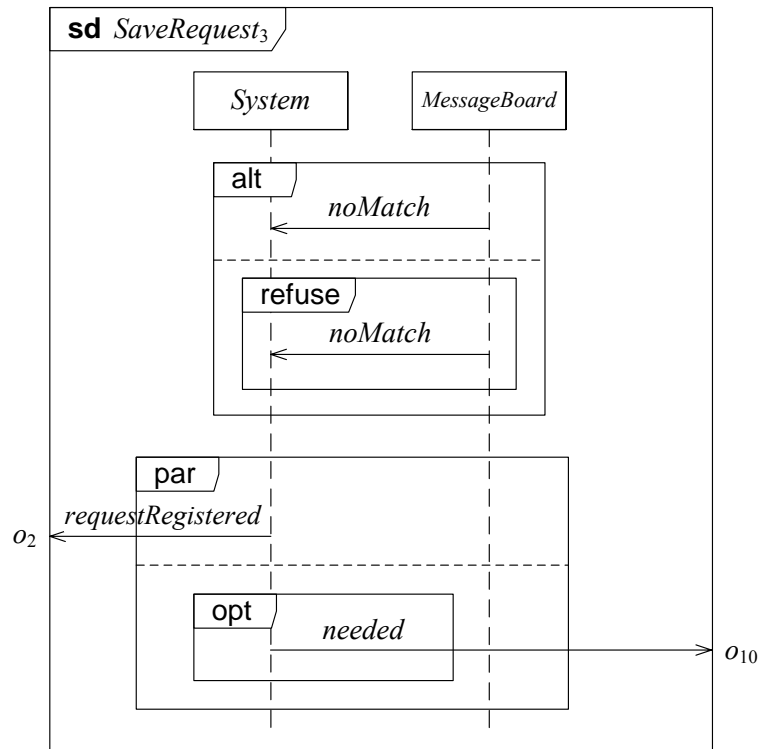 sd SaveRequest₃
System
MessageBoard
alt
noMatch
refuse
noMatch
par
requestRegistered
o₂
opt
needed
o₁₀